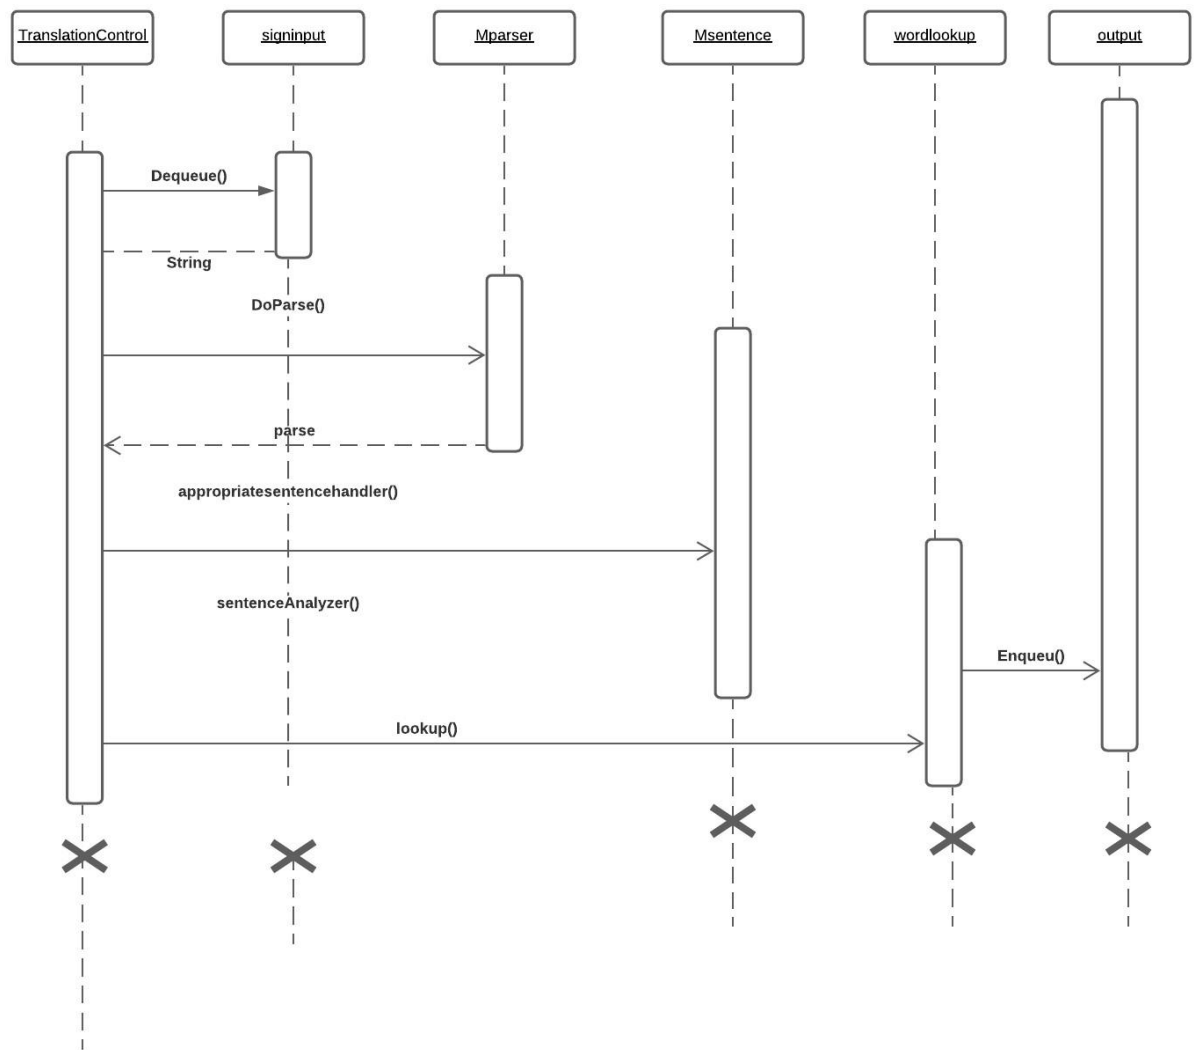 TranslationControl
signinput
Mparser
Msentence
wordlookup
output
Dequeue()
String
DoParse()
parse
appropriatesentencehandler()
sentenceAnalyzer()
Enqueu()
lookup()